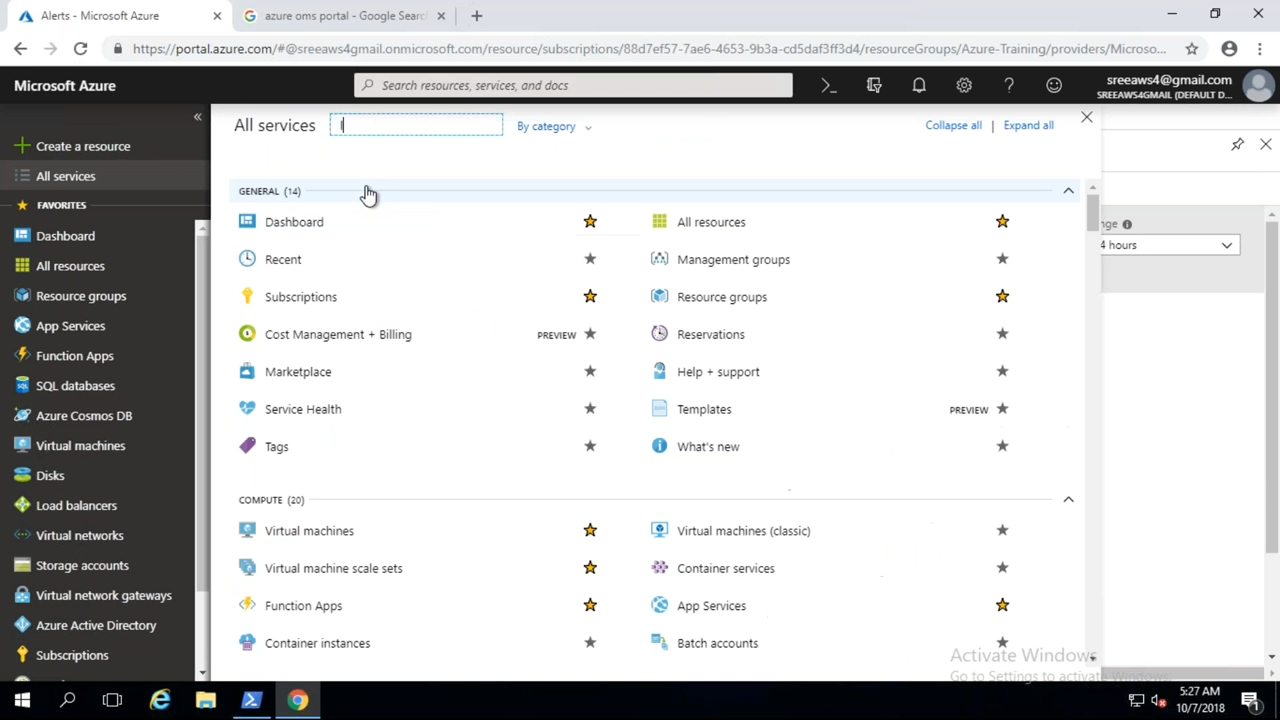 Alerts - Microsoft Azure
azure oms portal - Google Searc
https://portal.azure.com/#@sreeaws4gmail.onmicrosoft.com/resource/subscriptions/88d7ef57-7ae6-4653-9b3a-cd5daf3ff3d4/resourceGroups/Azure-Training/providers/Microso...
Microsoft Azure
Search resources, services, and docs
sreeaws4@gmail.com
SREEAWS4GMAIL (DEFAULT D...
Create a resource
All services
FAVORITES
Dashboard
All resources
Resource groups
App Services
Function Apps
SQL databases
Azure Cosmos DB
Virtual machines
Disks
Load balancers
Virtual networks
Storage accounts
Virtual network gateways
Azure Active Directory
Subscriptions
All services
By category
Collapse all | Expand all
GENERAL (14)
Dashboard
All resources
Recent
Management groups
Subscriptions
Resource groups
Cost Management + Billing PREVIEW
Reservations
Marketplace
Help + support
Service Health
Templates PREVIEW
Tags
What's new
COMPUTE (20)
Virtual machines
Virtual machines (classic)
Virtual machine scale sets
Container services
Function Apps
App Services
Container instances
Batch accounts
nge
4 hours
Activate Windows
Go to Settings to activate Windows.
5:27 AM
10/7/2018
1